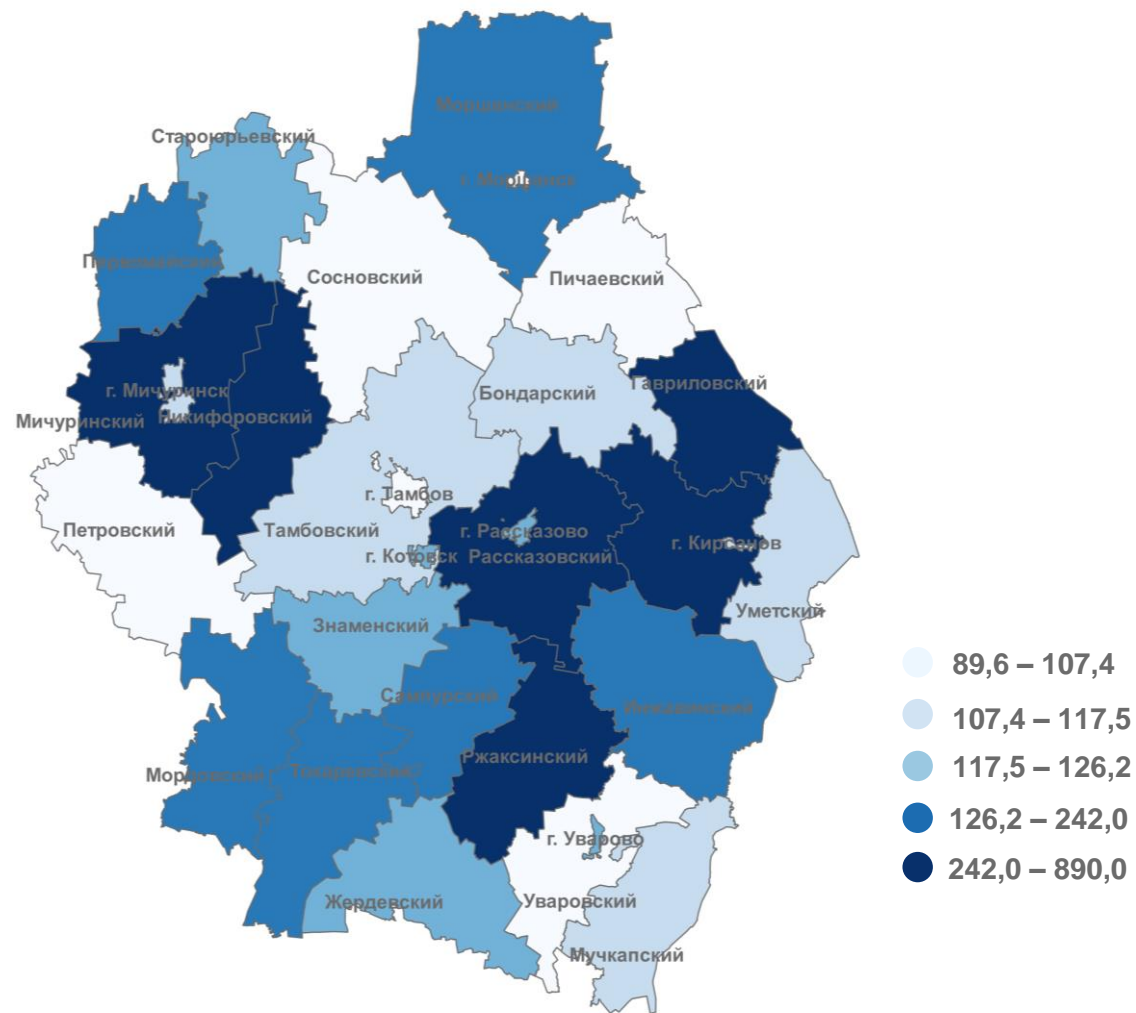 Моршанский
Староюрьевский
г. Моршанск
Первомайский
Сосновский
Пичаевский
г. Мичуринск
Бондарский
Гавриловский
Мичуринский
Никифоровский
г. Тамбов
Петровский
Тамбовский
г. Рассказово
г. Котовск
Рассказовский
г. Кирсанов
Уметский
Знаменский
Сампурский
Инжавинский
Мордовский
Токаревский
Ржаксинский
г. Уварово
Жердевский
Уваровский
Мучкапский
89,6 – 107,4
107,4 – 117,5
117,5 – 126,2
126,2 – 242,0
242,0 – 890,0